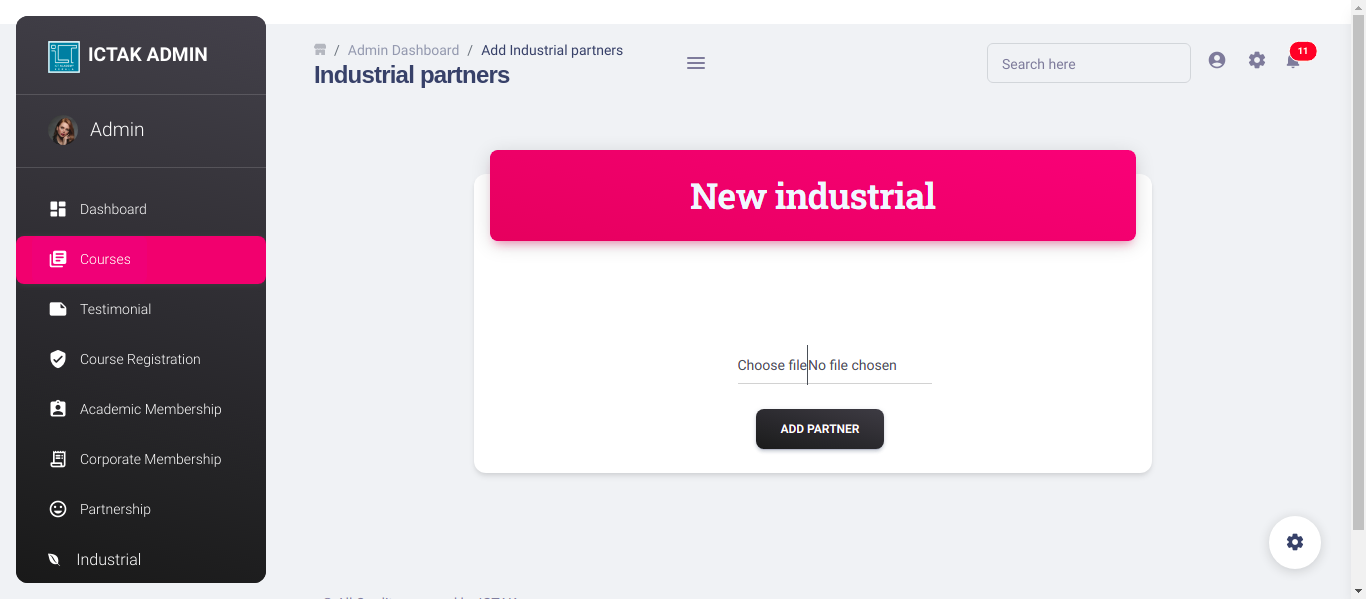 ICTAK ADMIN
Admin
Dashboard
Courses
Testimonial
Course Registration
Academic Membership
Corporate Membership
Partnership
Industrial
/ Admin Dashboard / Add Industrial partners
Industrial partners
Search here
11
New industrial
Choose file No file chosen
ADD PARTNER